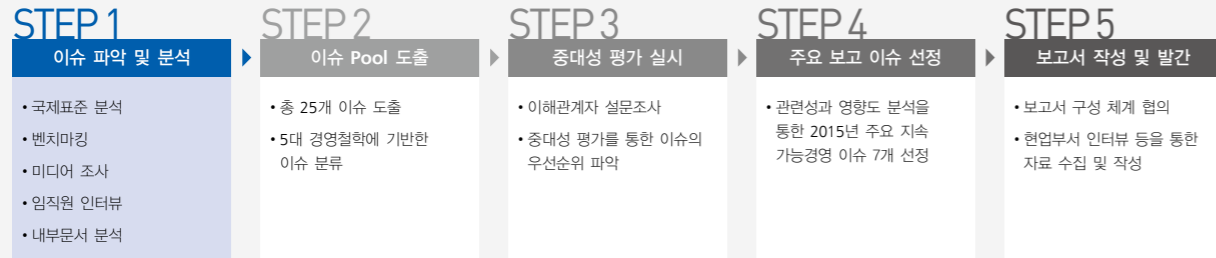 STEP 1
이슈 파악 및 분석
• 국제표준 분석
• 벤치마킹
• 미디어 조사
• 임직원 인터뷰
• 내부문서 분석
STEP 2
이슈 Pool 도출
• 총 25개 이슈 도출
• 5대 경영철학에 기반한
이슈 분류
STEP 3
중대성 평가 실시
• 이해관계자 설문조사
• 중대성 평가를 통한 이슈의
우선순위 파악
STEP 4
주요 보고 이슈 선정
• 관련성과 영향도 분석을
통한 2015년 주요 지속
가능경영 이슈 7개 선정
STEP 5
보고서 작성 및 발간
• 보고서 구성 체계 협의
• 현업부서 인터뷰 등을 통한
자료 수집 및 작성